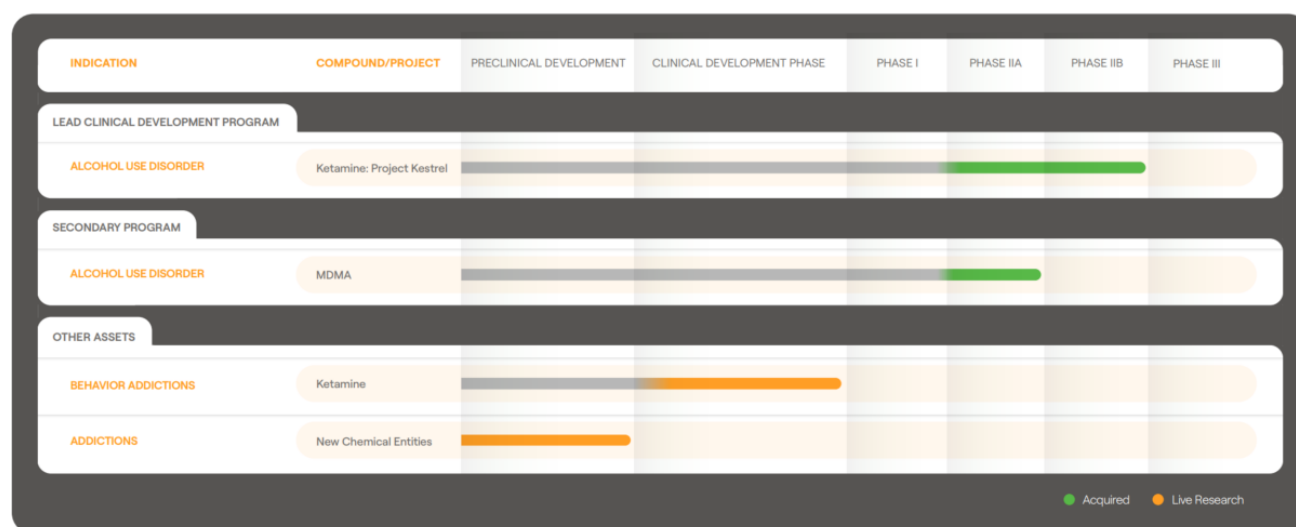 INDICATION COMPOUND/PROJECT PRECLINICAL DEVELOPMENT CLINICAL DEVELOPMENT PHASE PHASE I PHASE IIA PHASE IIB PHASE III
LEAD CLINICAL DEVELOPMENT PROGRAM
ALCOHOL USE DISORDER Ketamine: Project Kestrel
SECONDARY PROGRAM
ALCOHOL USE DISORDER MDMA
OTHER ASSETS
BEHAVIOR ADDICTIONS Ketamine
ADDICTIONS New Chemical Entities
Acquired Live Research